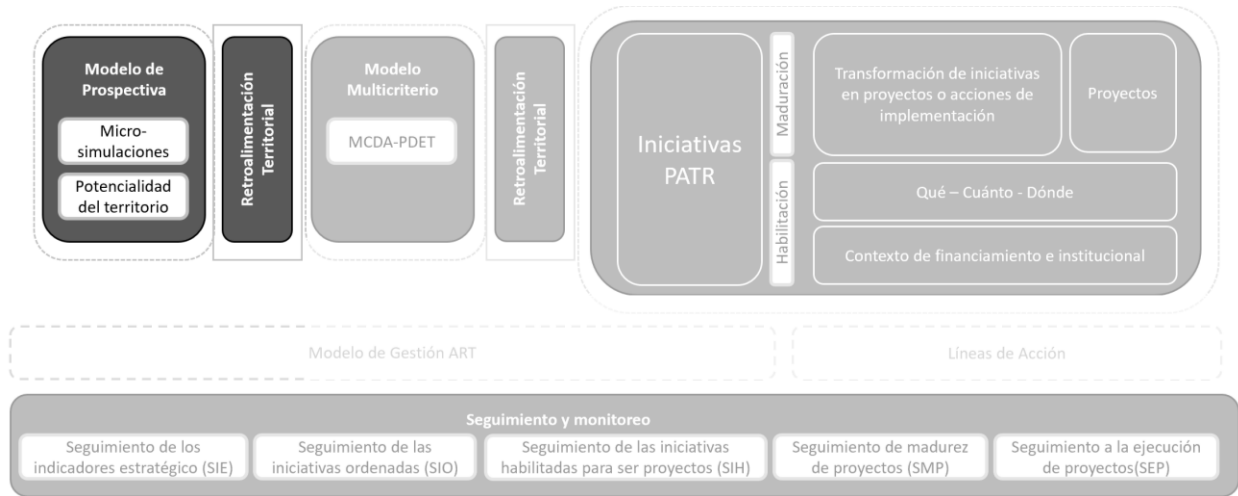 Modelo de
Prospectiva
Micro-
simulaciones
Potencialidad
del territorio
Retroalimentación
Territorial
Modelo
Multicriterio
MCDA-PDET
Retroalimentación
Territorial
Iniciativas
PATR
Maduración
Habilitación
Transformación de iniciativas
en proyectos o acciones de
implementación
Proyectos
Qué – Cuánto - Dónde
Contexto de financiamiento e institucional
Modelo de Gestión ART
Líneas de Acción
Seguimiento y monitoreo
Seguimiento de los
indicadores estratégico (SIE)
Seguimiento de las
iniciativas ordenadas (SIO)
Seguimiento de las iniciativas
habilitadas para ser proyectos (SIH)
Seguimiento de madurez
de proyectos (SMP)
Seguimiento a la ejecución
de proyectos(SEP)